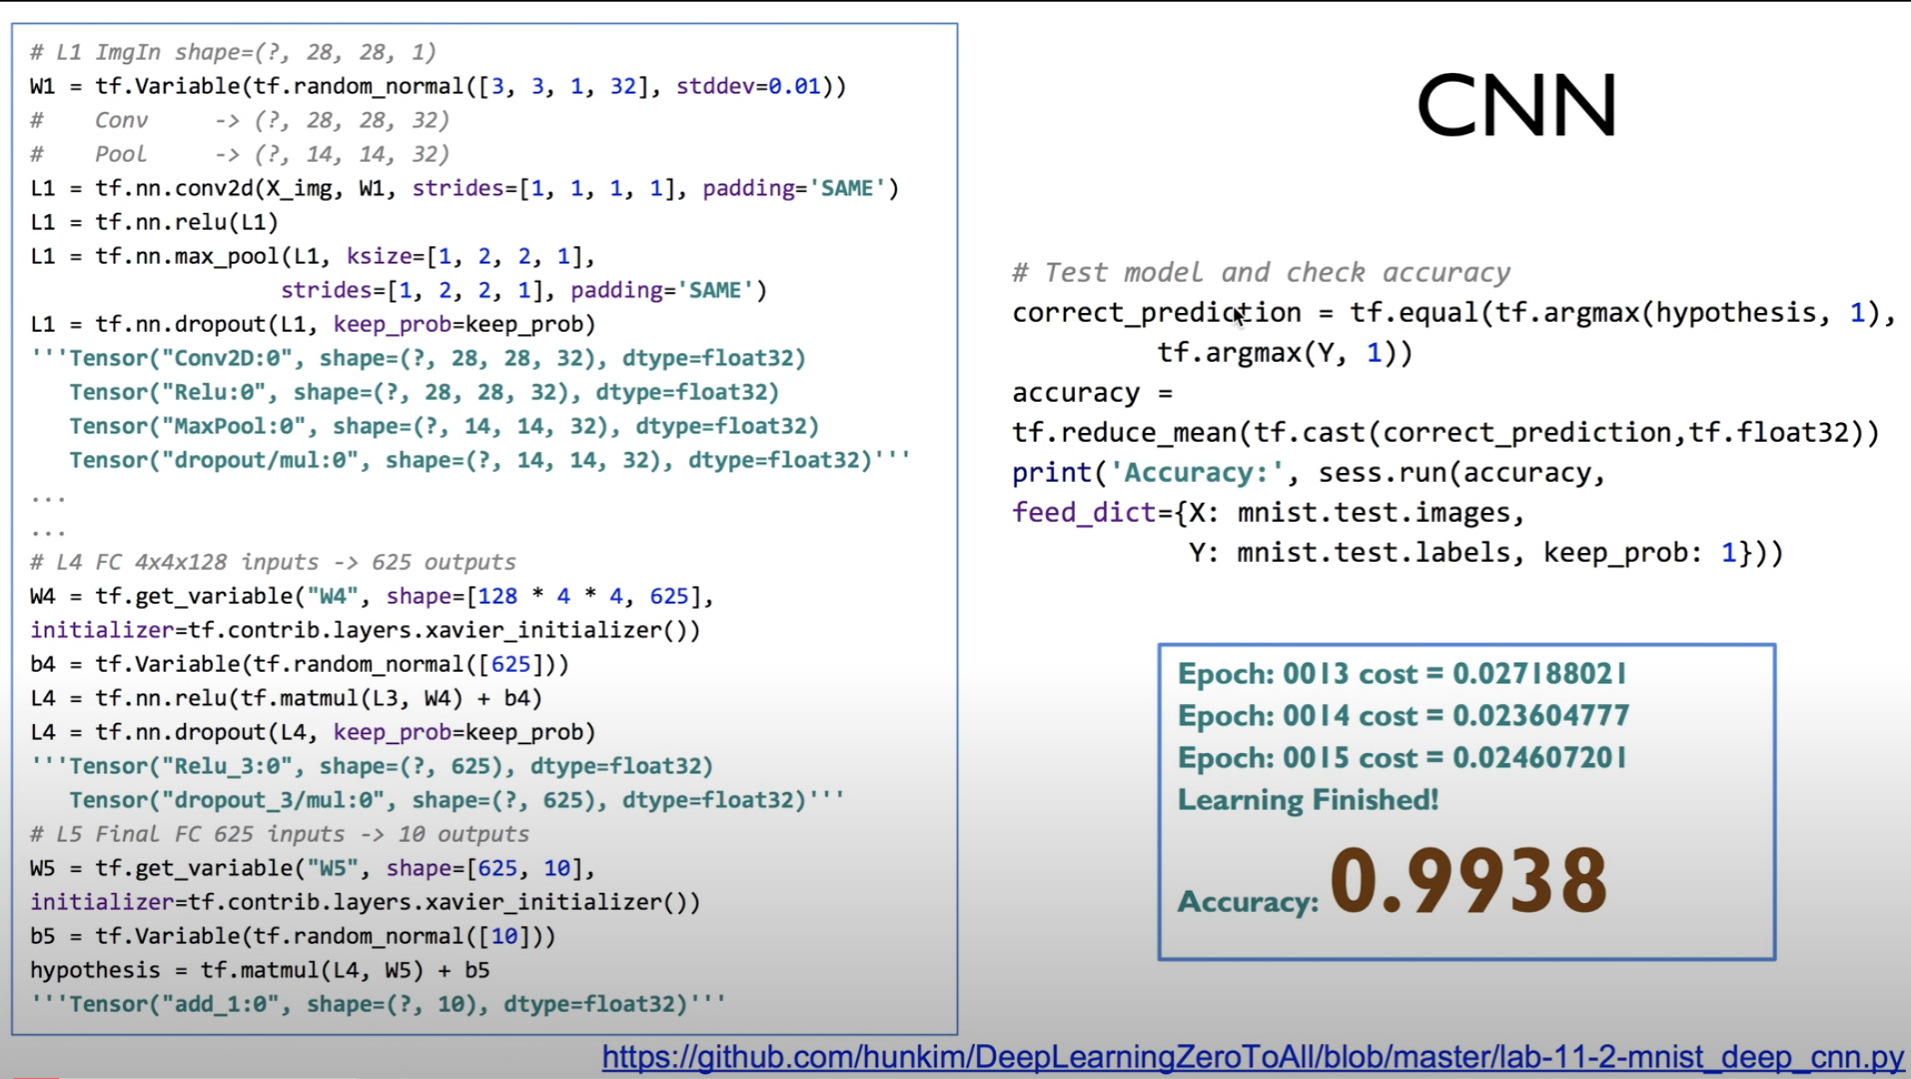 # L1 ImgIn shape=(?, 28, 28, 1)
W1 = tf.Variable(tf.random_normal([3, 3, 1, 32], stddev=0.01))
#    Conv     -> (?, 28, 28, 32)
#    Pool     -> (?, 14, 14, 32)
L1 = tf.nn.conv2d(X_img, W1, strides=[1, 1, 1, 1], padding='SAME')
L1 = tf.nn.relu(L1)
L1 = tf.nn.max_pool(L1, ksize=[1, 2, 2, 1],
                   strides=[1, 2, 2, 1], padding='SAME')
L1 = tf.nn.dropout(L1, keep_prob=keep_prob)
'''Tensor("Conv2D:0", shape=(?, 28, 28, 32), dtype=float32)
   Tensor("Relu:0", shape=(?, 28, 28, 32), dtype=float32)
   Tensor("MaxPool:0", shape=(?, 14, 14, 32), dtype=float32)
   Tensor("dropout/mul:0", shape=(?, 14, 14, 32), dtype=float32)'''
...
...
# L4 FC 4x4x128 inputs -> 625 outputs
W4 = tf.get_variable("W4", shape=[128 * 4 * 4, 625],
initializer=tf.contrib.layers.xavier_initializer())
b4 = tf.Variable(tf.random_normal([625]))
L4 = tf.nn.relu(tf.matmul(L3, W4) + b4)
L4 = tf.nn.dropout(L4, keep_prob=keep_prob)
'''Tensor("Relu_3:0", shape=(?, 625), dtype=float32)
   Tensor("dropout_3/mul:0", shape=(?, 625), dtype=float32)'''
# L5 Final FC 625 inputs -> 10 outputs
W5 = tf.get_variable("W5", shape=[625, 10],
initializer=tf.contrib.layers.xavier_initializer())
b5 = tf.Variable(tf.random_normal([10]))
hypothesis = tf.matmul(L4, W5) + b5
'''Tensor("add_1:0", shape=(?, 10), dtype=float32)'''
CNN
# Test model and check accuracy
correct_prediction = tf.equal(tf.argmax(hypothesis, 1),
         tf.argmax(Y, 1))
accuracy =
tf.reduce_mean(tf.cast(correct_prediction,tf.float32))
print('Accuracy:', sess.run(accuracy,
feed_dict={X: mnist.test.images,
           Y: mnist.test.labels, keep_prob: 1}))
Epoch: 0013 cost = 0.027188021
Epoch: 0014 cost = 0.023604777
Epoch: 0015 cost = 0.024607201
Learning Finished!
Accuracy: 0.9938
https://github.com/hunkim/DeepLearningZeroToAll/blob/master/lab-11-2-mnist_deep_cnn.py